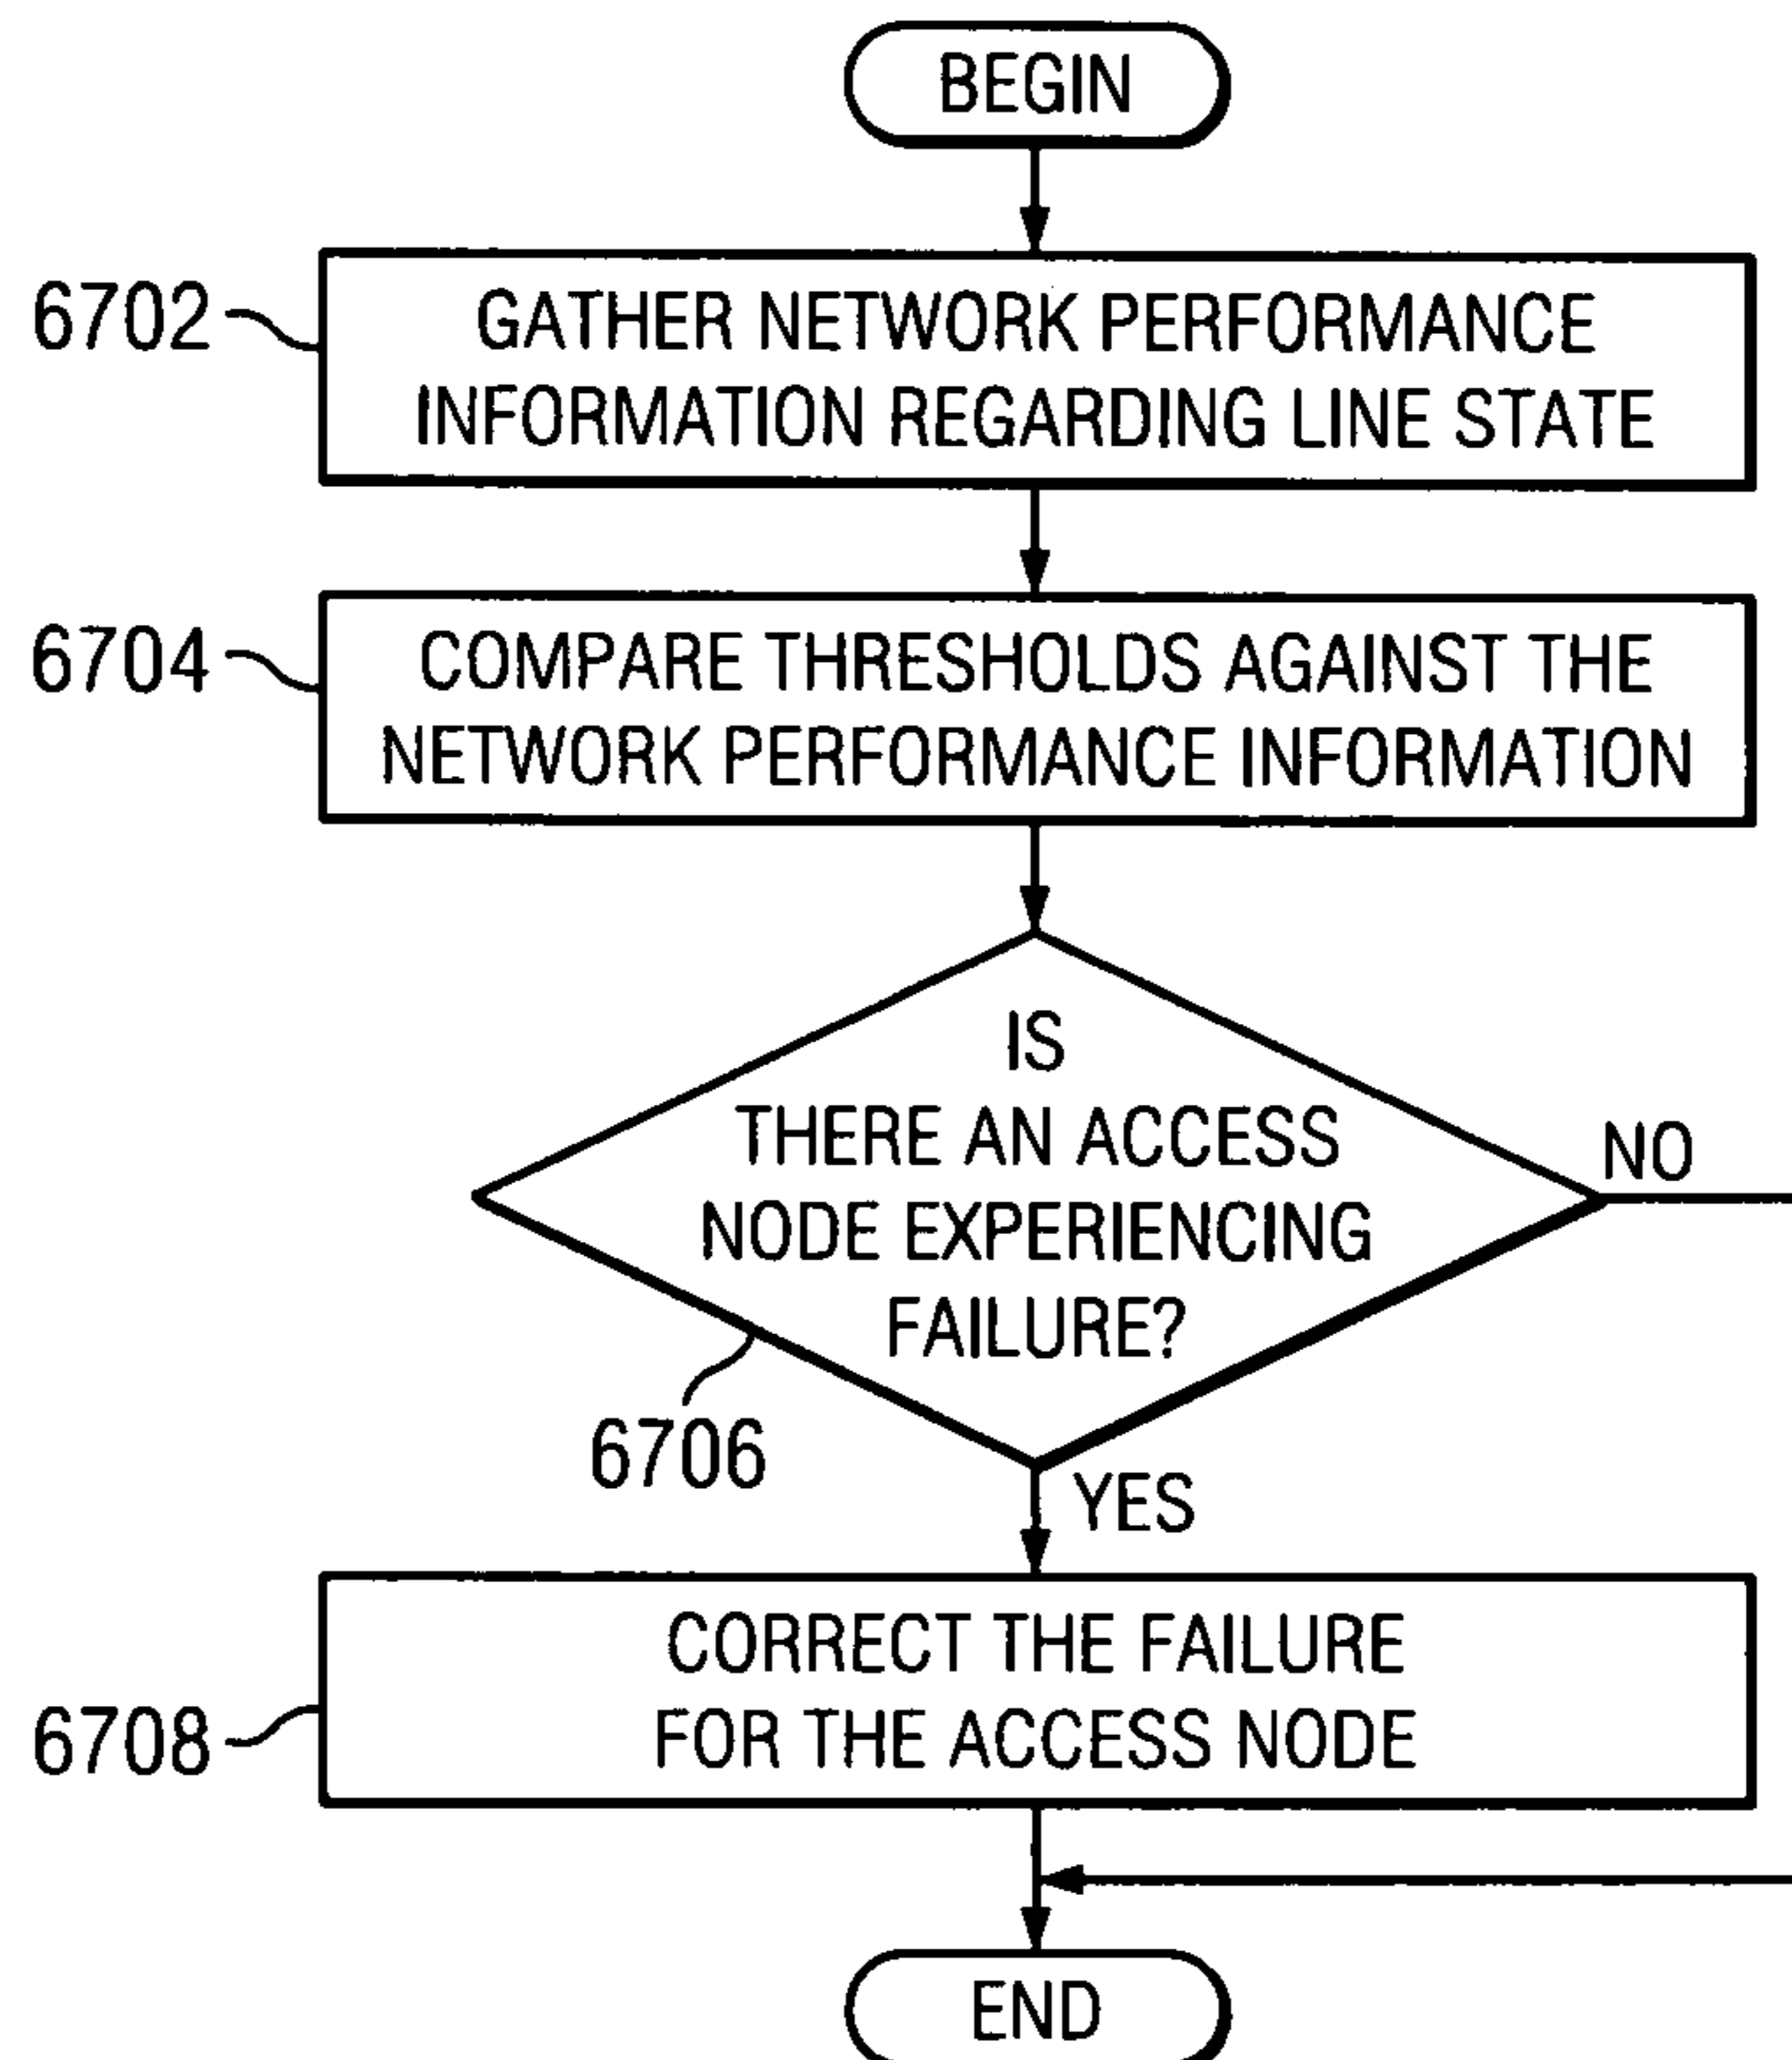 BEGIN
6702
GATHER NETWORK PERFORMANCE
INFORMATION REGARDING LINE STATE
6704
COMPARE THRESHOLDS AGAINST THE
NETWORK PERFORMANCE INFORMATION
IS
THERE AN ACCESS
NODE EXPERIENCING
FAILURE?
NO
6706
YES
6708
CORRECT THE FAILURE
FOR THE ACCESS NODE
END